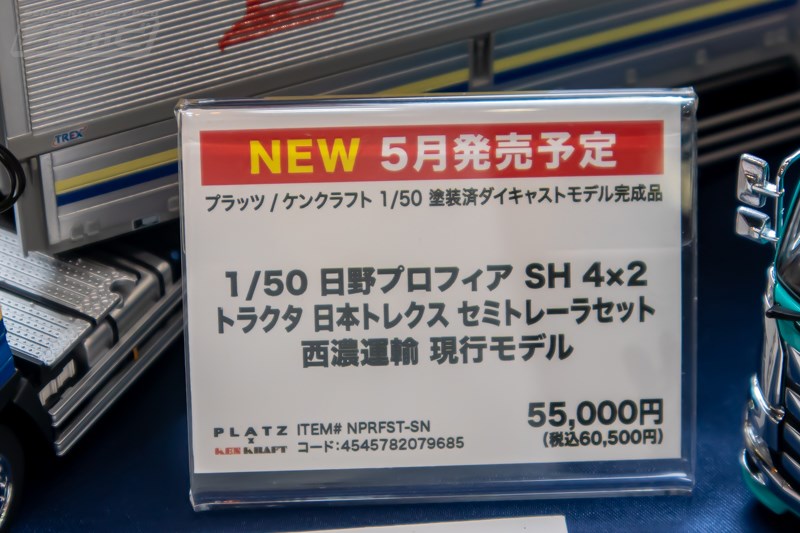 TREX
NEW 5月発売予定
プラッツ / ケンクラフト 1/50 塗装済ダイキャストモデル完成品
1/50 日野プロフィア SH 4×2
トラクタ 日本トレクス セミトレーラセット
西濃運輸 現行モデル
55,000円
(税込60,500円)
PLATZ
x
KEN KRAFT
ITEM# NPRFST-SN
コード:4545782079685